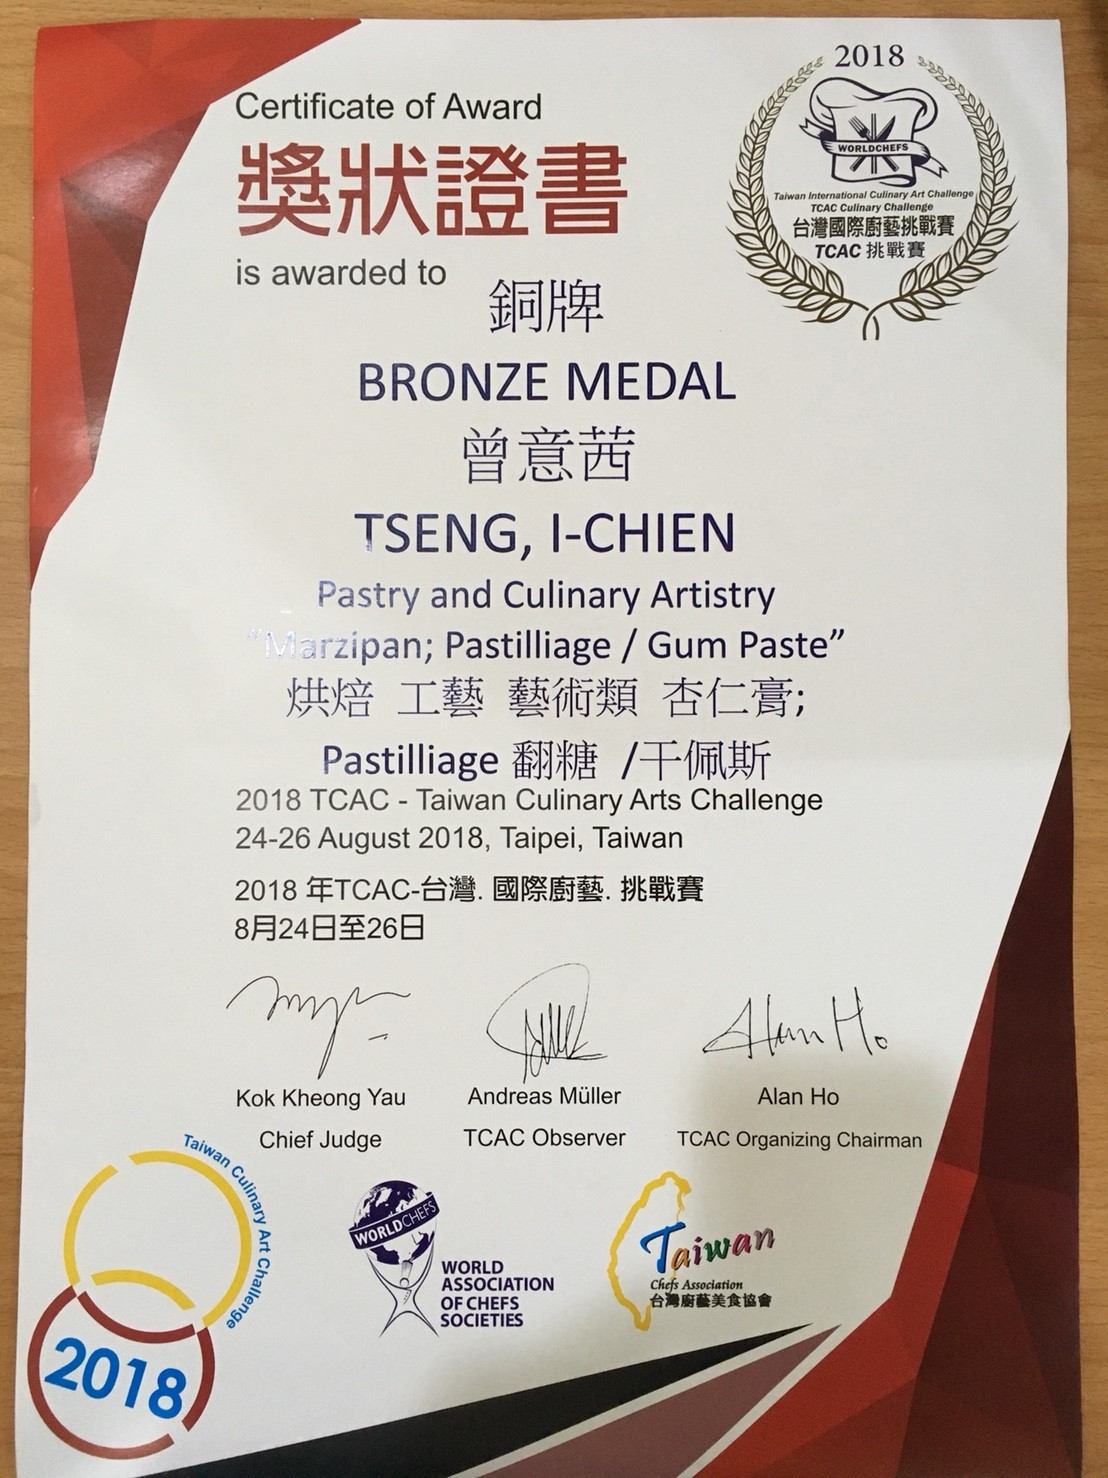 2018
WORLDCHEFS
Taiwan International Culinary Art Challenge
TCAC Culinary Challenge
台灣國際廚藝挑戰賽
TCAC 挑戰賽
Certificate of Award
獎狀證書
is awarded to
銅牌
BRONZE MEDAL
曾意茜
TSENG, I-CHIEN
Pastry and Culinary Artistry
“Marzipan; Pastilliage / Gum Paste”
烘焙 工藝 藝術類 杏仁膏;
Pastilliage 翻糖 /干佩斯
2018 TCAC - Taiwan Culinary Arts Challenge
24-26 August 2018, Taipei, Taiwan
2018 年TCAC-台灣. 國際廚藝. 挑戰賽
8月24日至26日
Alan Ho
Kok Kheong Yau
Chief Judge
Andreas Müller
TCAC Observer
Alan Ho
TCAC Organizing Chairman
Taiwan Culinary Art Challenge
2018
WORLDCHEFS
WORLD
ASSOCIATION
OF CHEFS
SOCIETIES
Taiwan
Chefs Association
台灣廚藝美食協會